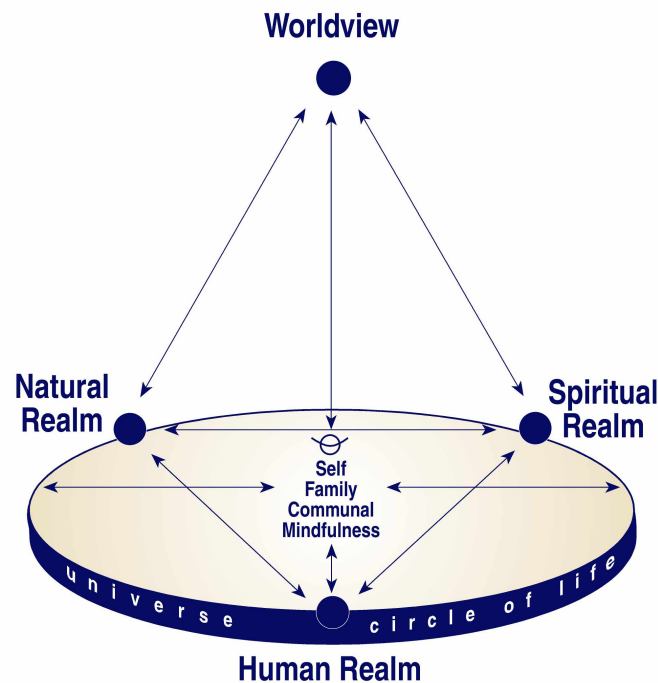 Worldview
Natural
Realm
Spiritual
Realm
Self
Family
Communal
Mindfulness
universe circle of life
Human Realm